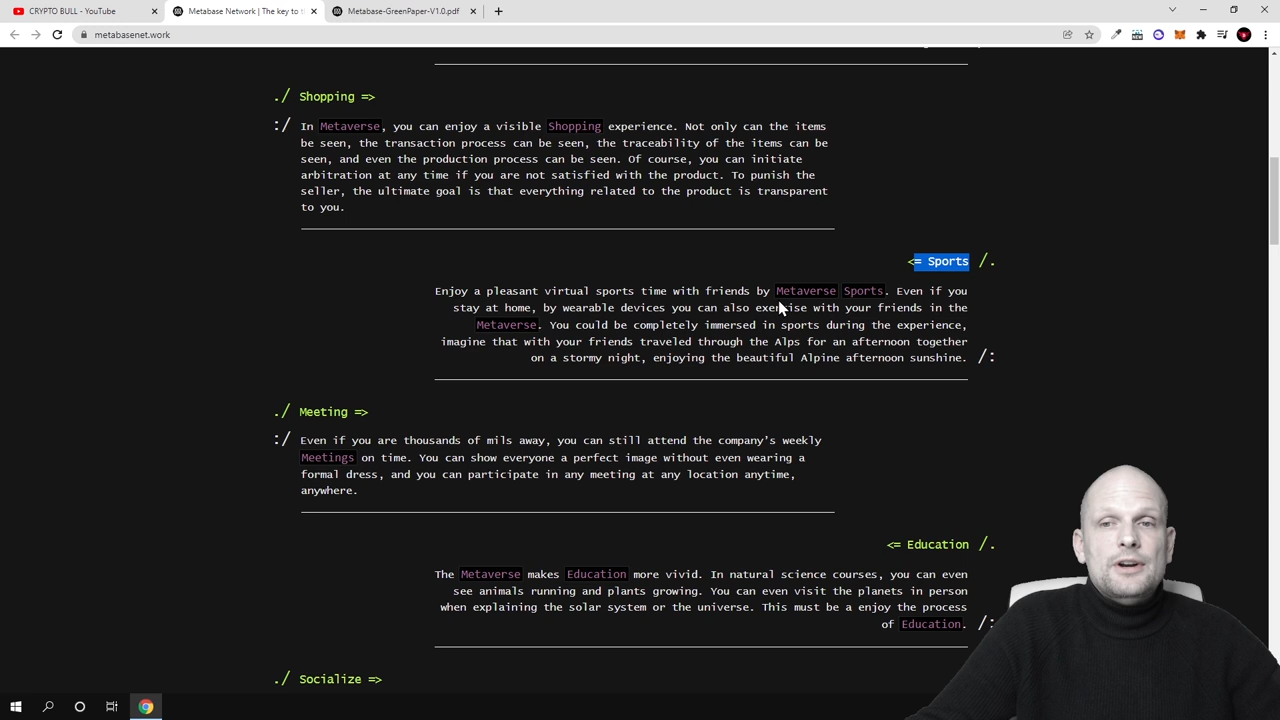 CRYPTO BULL - YouTube
Metabase Network | The key to t
Metabase-GreenPaper-V1.0.pdf
metabasenet.work
./ Shopping =>
:/ In Metaverse, you can enjoy a visible Shopping experience. Not only can the items
be seen, the transaction process can be seen, the traceability of the items can be
seen, and even the production process can be seen. Of course, you can initiate
arbitration at any time if you are not satisfied with the product. To punish the
seller, the ultimate goal is that everything related to the product is transparent
to you.
<= Sports /.
Enjoy a pleasant virtual sports time with friends by Metaverse Sports. Even if you
stay at home, by wearable devices you can also exercise with your friends in the
Metaverse. You could be completely immersed in sports during the experience,
imagine that with your friends traveled through the Alps for an afternoon together
on a stormy night, enjoying the beautiful Alpine afternoon sunshine. /:
./ Meeting =>
:/ Even if you are thousands of mils away, you can still attend the company's weekly
Meetings on time. You can show everyone a perfect image without even wearing a
formal dress, and you can participate in any meeting at any location anytime,
anywhere.
<= Education /.
The Metaverse makes Education more vivid. In natural science courses, you can even
see animals running and plants growing. You can even visit the planets in person
when explaining the solar system or the universe. This must be a enjoy the process
of Education. /:
./ Socialize =>